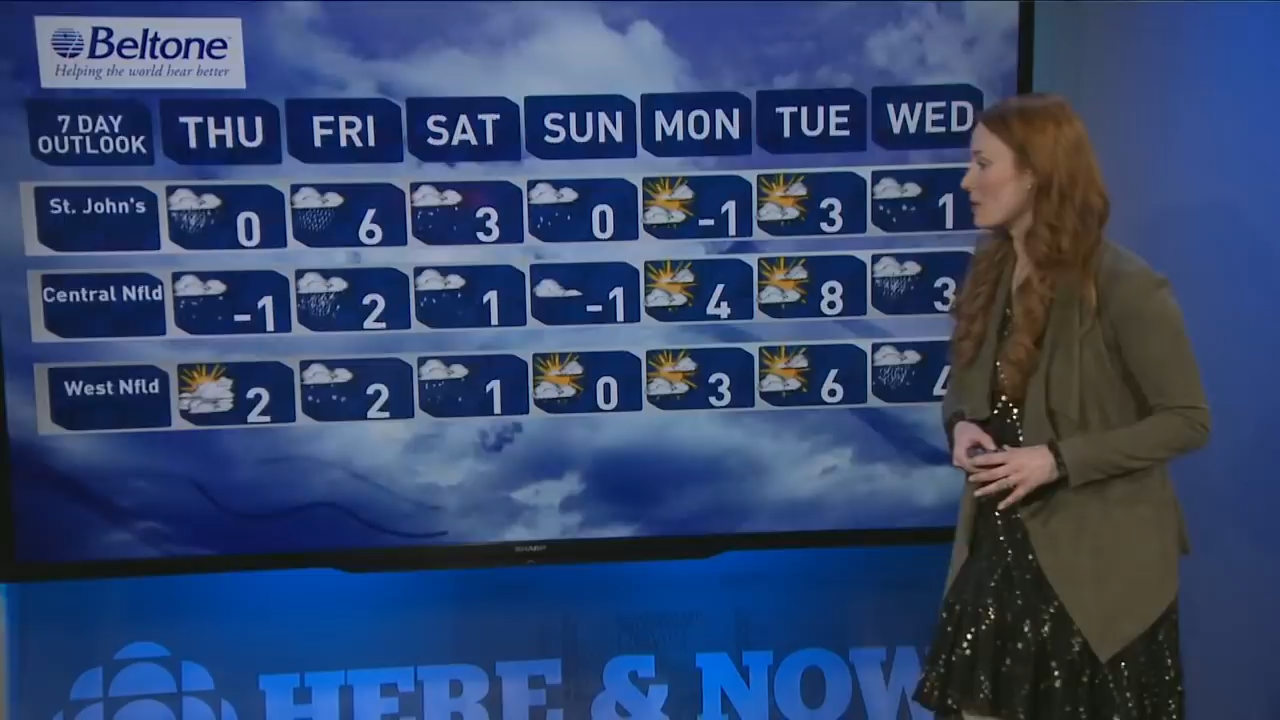 Beltone
Helping the world hear better
7 DAY
OUTLOOK
THU FRI SAT SUN MON TUE WED
St. John's 0 6 3 0 -1 3 1
Central Nfld -1 2 1 -1 4 8 3
West Nfld 2 2 1 0 3 6 4
SHARP
HERE & NOW